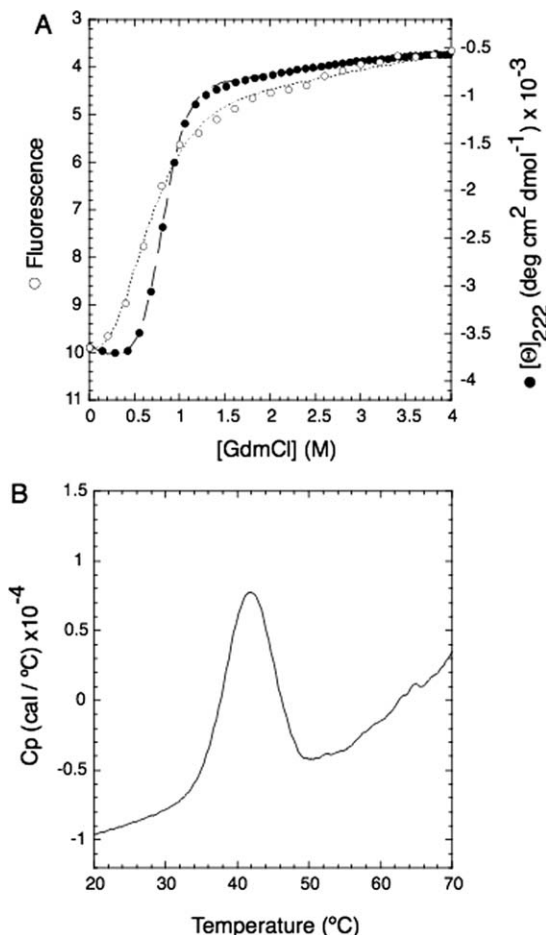 A
3
4
5
6
7
8
9
10
11
○ Fluorescence
-0.5
-1
-1.5
-2
-2.5
-3
-3.5
-4
● [Θ]222 (deg cm2 dmol-1) x 10-3
0 0.5 1 1.5 2 2.5 3 3.5 4
[GdmCl] (M)
B
1.5
1
0.5
0
-0.5
-1
Cp (cal / ºC) x10-4
20 30 40 50 60 70
Temperature (ºC)